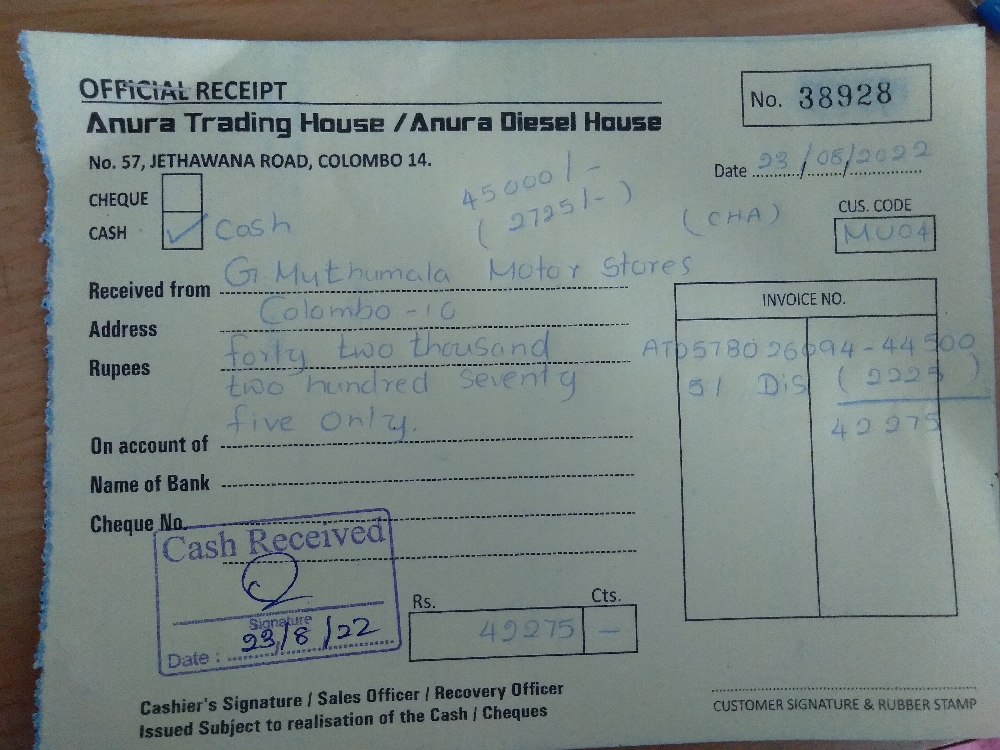 OFFICIAL RECEIPT
No. 38928
Anura Trading House / Anura Diesel House
No. 57, JETHAWANA ROAD, COLOMBO 14.
Date 23/08/2022
45000/-
(2725/-)
CHEQUE
CASH Cash
(CHA)
CUS. CODE
MU04
Received from G Muthumala Motor Stores
Address Colombo - 10
Rupees forty two thousand
two hundred seventy
five only.
INVOICE NO.
AT05780 26094 - 44500
5/ Dis (2225)
42275
On account of
Name of Bank
Cheque No.
Cash Received
Signature
Date : 23/8/22
Rs. Cts.
42275 -
Cashier's Signature / Sales Officer / Recovery Officer
Issued Subject to realisation of the Cash / Cheques
CUSTOMER SIGNATURE & RUBBER STAMP